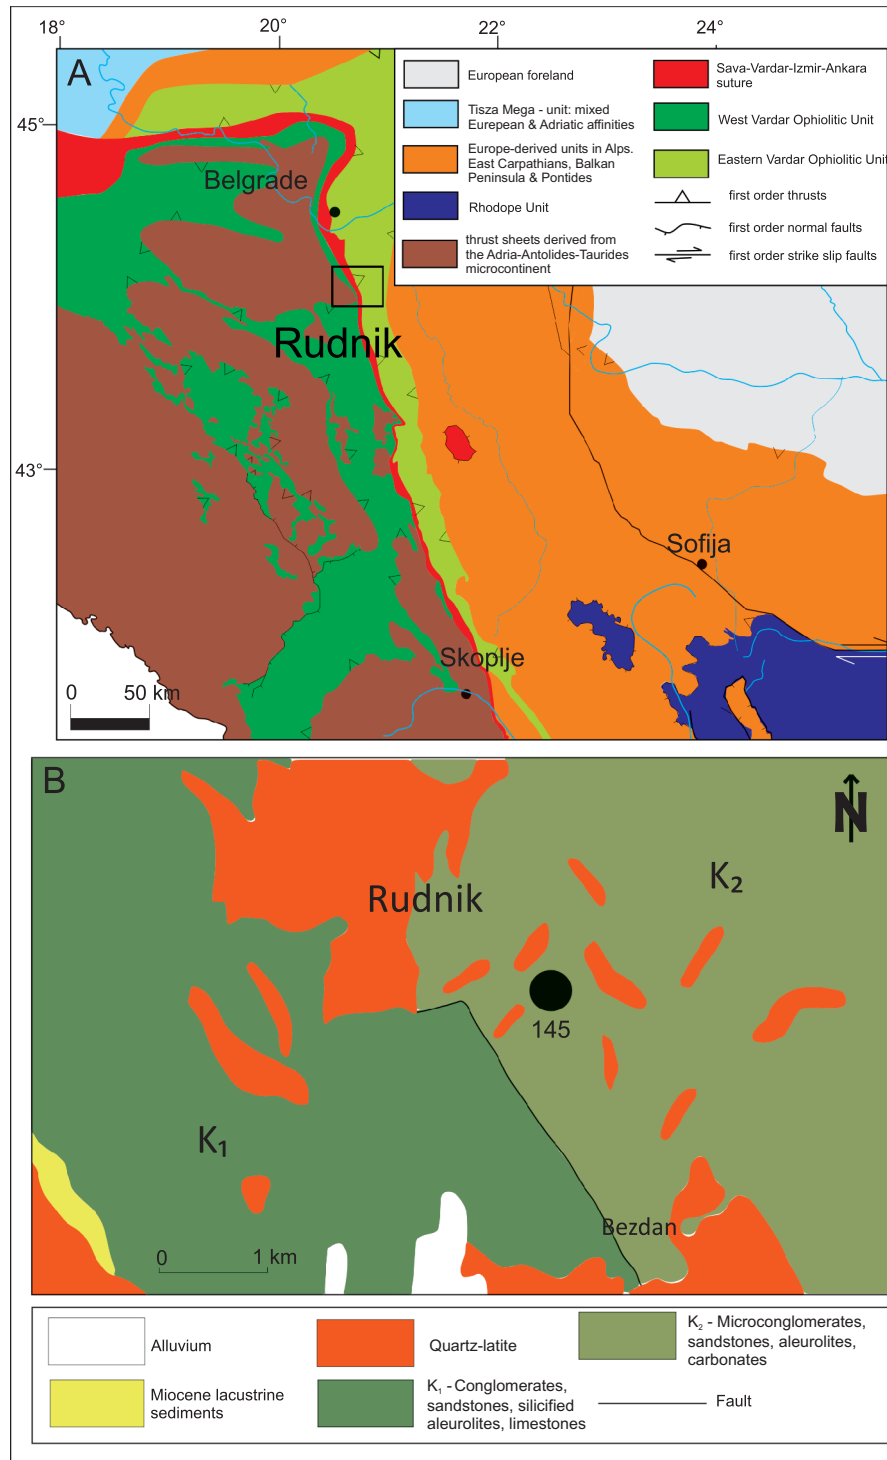 18° 20° 22° 24°
A
45°
43°
European foreland
Tisza Mega - unit: mixed
Eurepean & Adriatic affinities
Europe-derived units in Alps.
East Carpathians, Balkan
Peninsula & Pontides
Rhodope Unit
thrust sheets derived from
the Adria-Antolides-Taurides
microcontinent
Sava-Vardar-Izmir-Ankara
suture
West Vardar Ophiolitic Unit
Eastern Vardar Ophiolitic Unit
first order thrusts
first order normal faults
first order strike slip faults
Belgrade
Rudnik
Sofija
Skoplje
0 50 km
B
N
Rudnik
K₂
145
K₁
Bezdan
0 1 km
Alluvium
Miocene lacustrine
sediments
Quartz-latite
K₁ - Conglomerates,
sandstones, silicified
aleurolites, limestones
K₂ - Microconglomerates,
sandstones, aleurolites,
carbonates
Fault